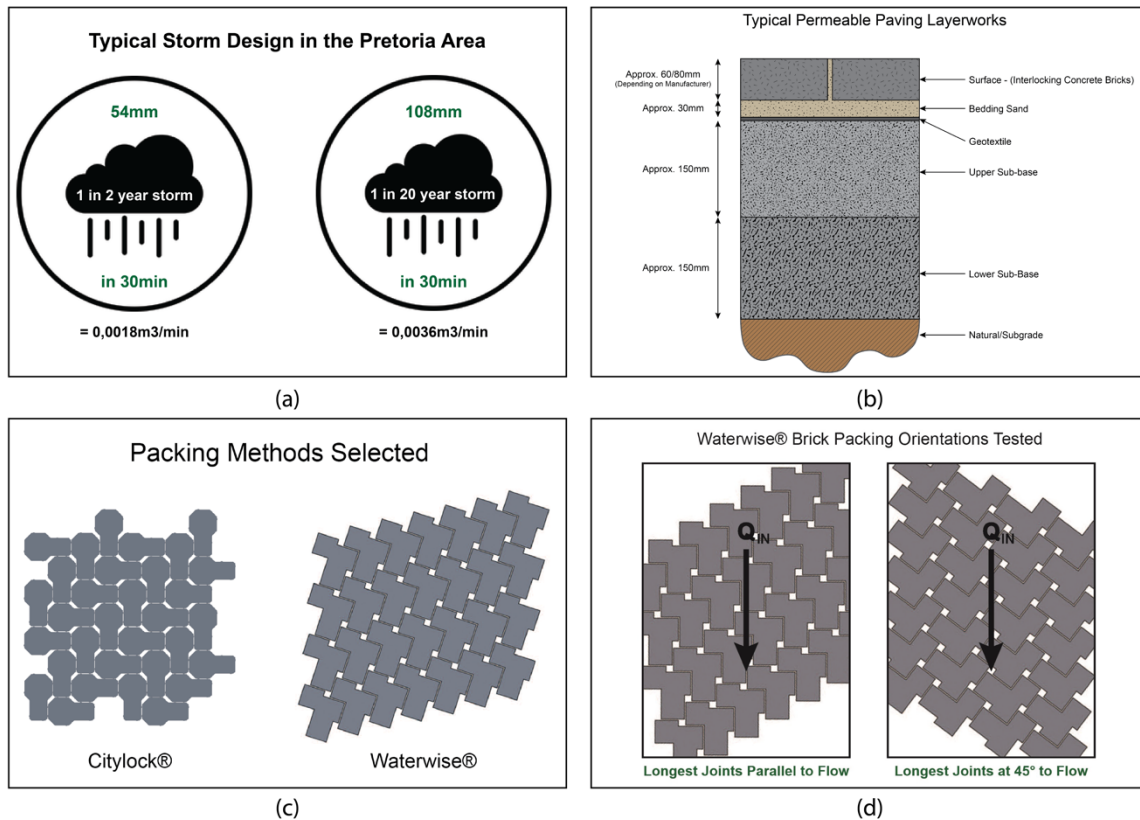 Typical Storm Design in the Pretoria Area
54mm
1 in 2 year storm
in 30min
= 0,0018m3/min
108mm
1 in 20 year storm
in 30min
= 0,0036m3/min
(a)
Typical Permeable Paving Layerworks
Approx. 60/80mm
(Depending on Manufacturer)
Approx. 30mm
Approx. 150mm
Approx. 150mm
Surface - (Interlocking Concrete Bricks)
Bedding Sand
Geotextile
Upper Sub-base
Lower Sub-Base
Natural/Subgrade
(b)
Packing Methods Selected
Citylock®
Waterwise®
(c)
Waterwise® Brick Packing Orientations Tested
QIN
Longest Joints Parallel to Flow
QIN
Longest Joints at 45° to Flow
(d)